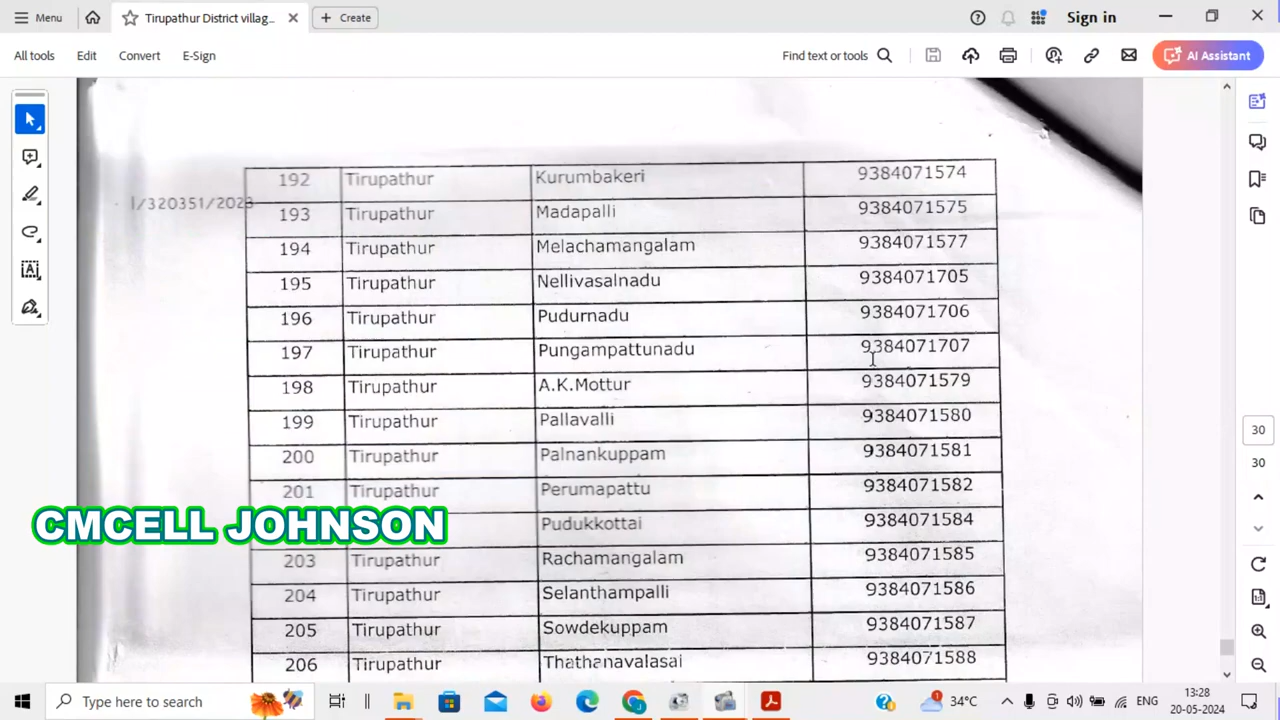 Menu
Tirupathur District villag...
Create
Sign in
All tools
Edit
Convert
E-Sign
Find text or tools
AI Assistant
I/320351/2023
192 Tirupathur Kurumbakeri 9384071574
193 Tirupathur Madapalli 9384071575
194 Tirupathur Melachamangalam 9384071577
195 Tirupathur Nellivasalnadu 9384071705
196 Tirupathur Pudurnadu 9384071706
197 Tirupathur Pungampattunadu 9384071707
198 Tirupathur A.K.Mottur 9384071579
199 Tirupathur Pallavalli 9384071580
200 Tirupathur Palnankuppam 9384071581
201 Tirupathur Perumapattu 9384071582
Pudukkottai 9384071584
203 Tirupathur Rachamangalam 9384071585
204 Tirupathur Selanthampalli 9384071586
205 Tirupathur Sowdekuppam 9384071587
206 Tirupathur Thathanavalasai 9384071588
CMCELL JOHNSON
30
30
Type here to search
34°C
ENG
13:28
20-05-2024